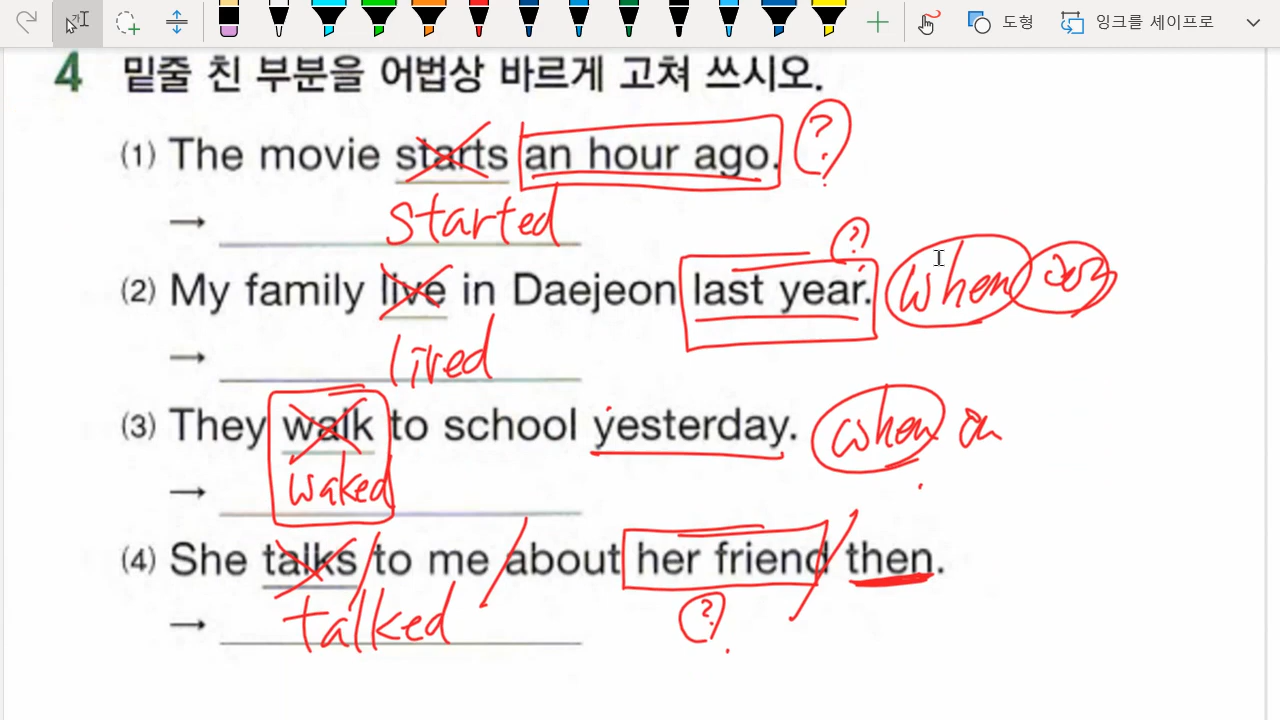 도형 잉크를 셰이프로
4 밑줄 친 부분을 어법상 바르게 고쳐 쓰시오.
(1) The movie starts an hour ago. ?
→ started
(2) My family live in Daejeon last year. ? when
→ lived
(3) They walk to school yesterday. when
→ waked
(4) She talks to me about her friend then.
→ talked ?